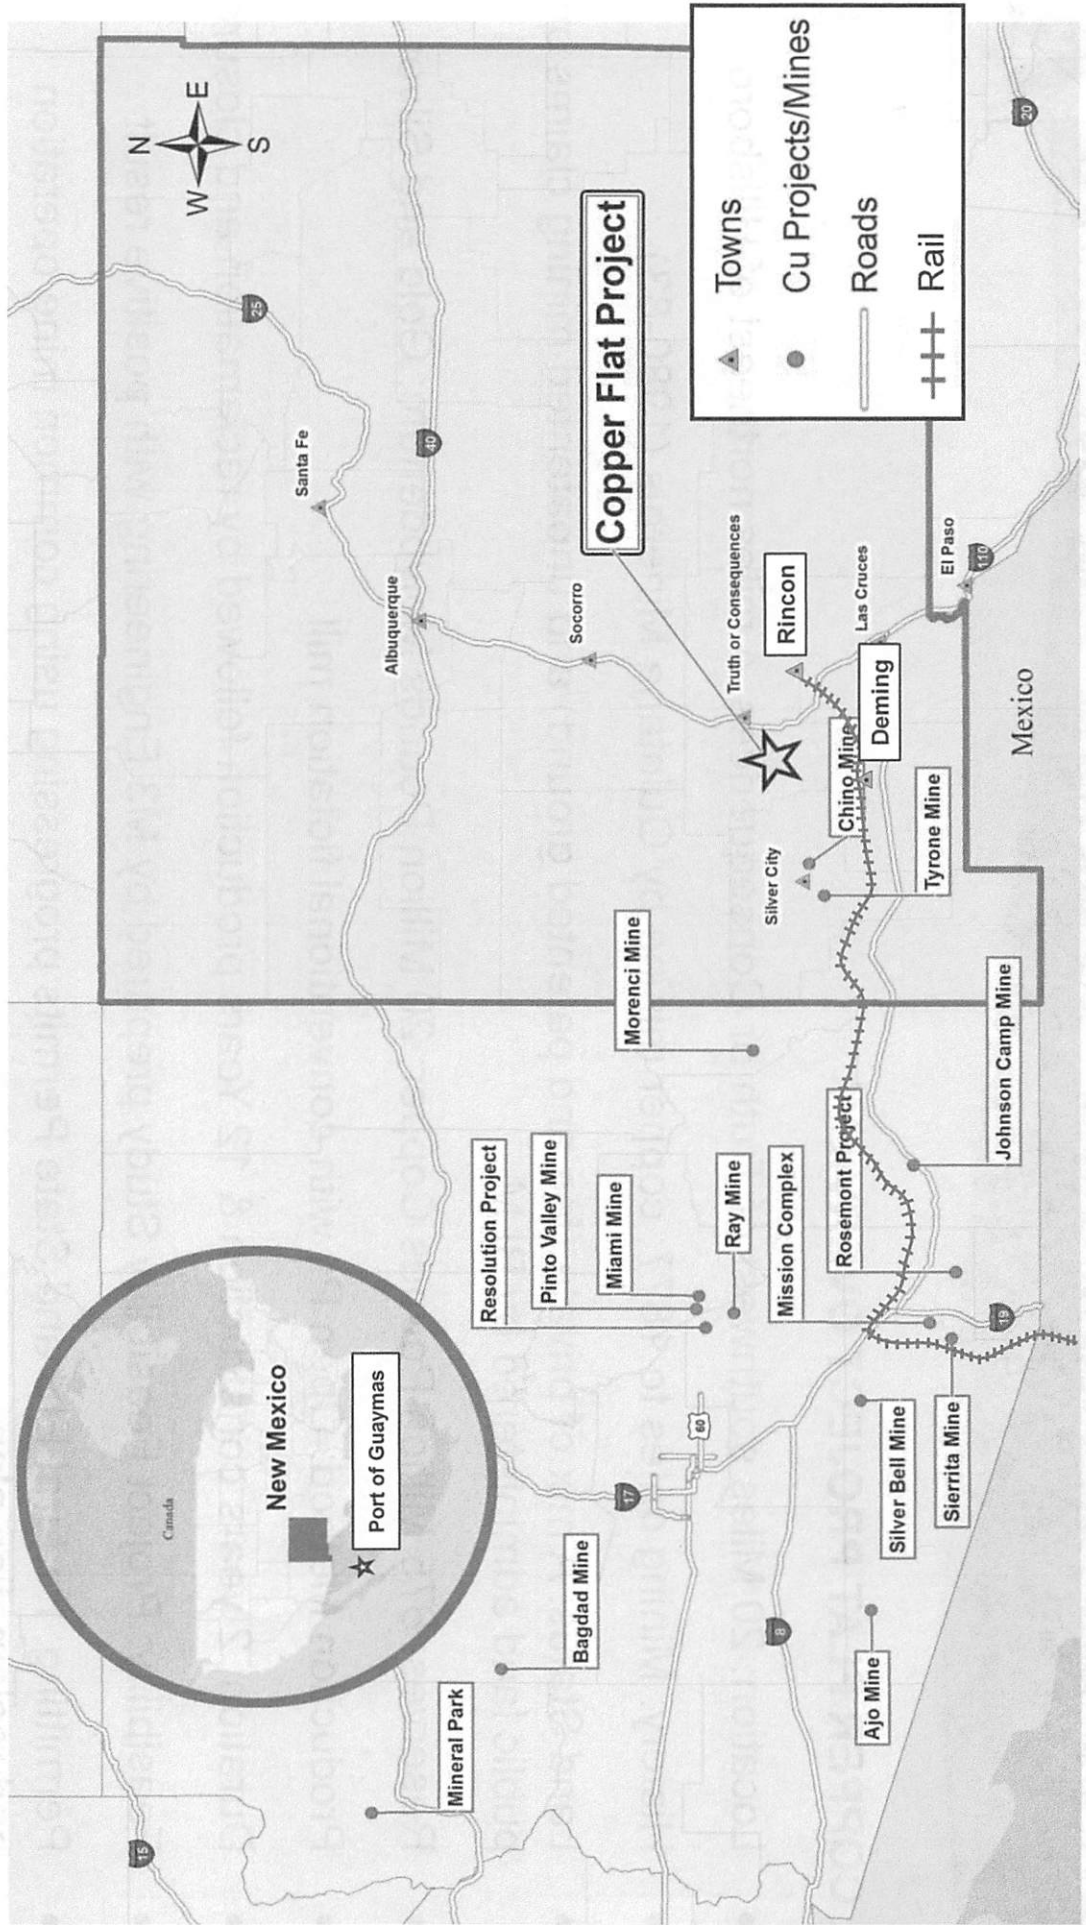 15
Canada
N
W
E
S
25
New Mexico
Port of Guaymas
Santa Fe
Albuquerque
40
Mineral Park
Bagdad Mine
Resolution Project
Pinto Valley Mine
Miami Mine
Morenci Mine
Socorro
Copper Flat Project
17
60
Ray Mine
Truth or Consequences
Towns
8
Mission Complex
Silver City
Rincon
Cu Projects/Mines
Rosemont Project
Chino Mine
Las Cruces
Roads
Ajo Mine
Silver Bell Mine
Deming
Rail
Sierrita Mine
Tyrone Mine
El Paso
19
Johnson Camp Mine
110
Mexico
20